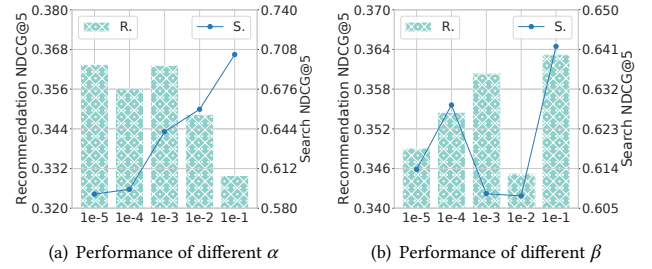 0.380 0.740 0.370 0.650
R. S. R. S.
0.368 0.708 0.364 0.641
0.356 0.676 0.358 0.632
0.344 0.644 0.352 0.623
0.332 0.612 0.346 0.614
0.320 0.580 0.340 0.605
Recommendation NDCG@5
Search NDCG@5
Recommendation NDCG@5
Search NDCG@5
1e-5 1e-4 1e-3 1e-2 1e-1
1e-5 1e-4 1e-3 1e-2 1e-1
(a) Performance of different α
(b) Performance of different β